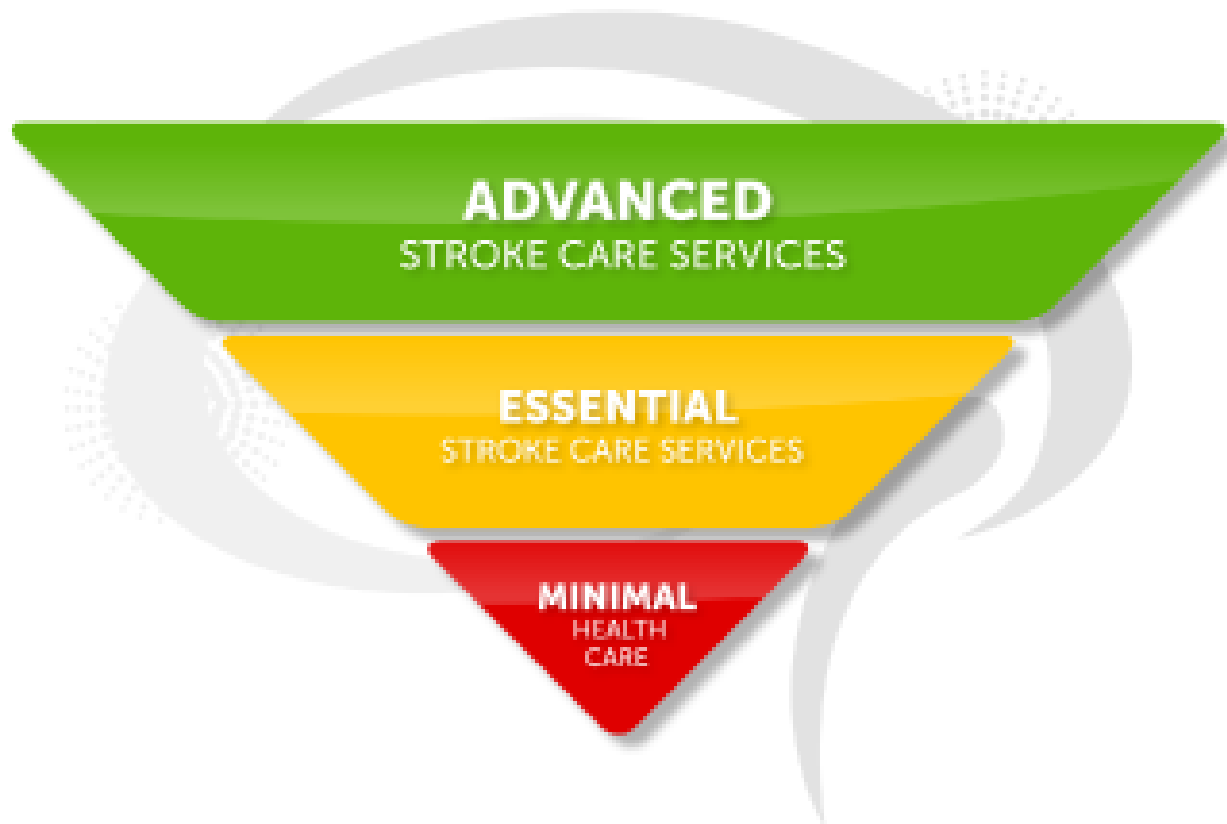 ADVANCED
STROKE CARE SERVICES
ESSENTIAL
STROKE CARE SERVICES
MINIMAL
HEALTH
CARE